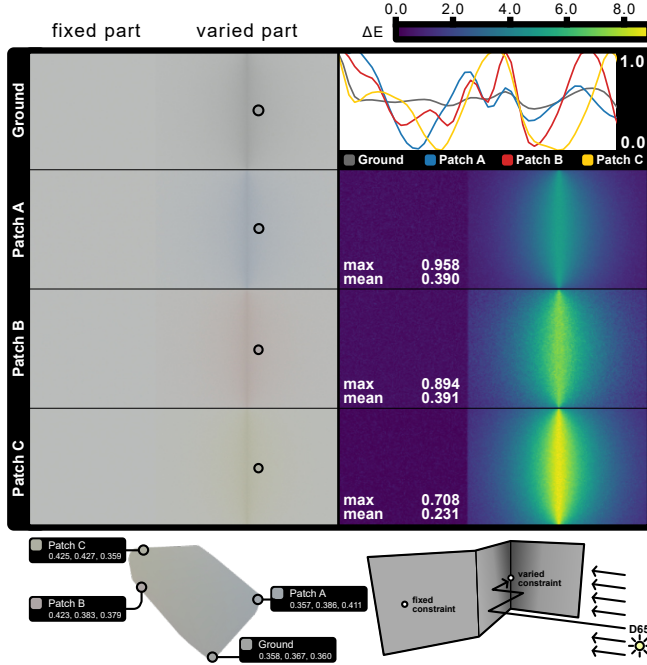 fixed part varied part ΔE 0.0 2.0 4.0 6.0 8.0
Ground
1.0
0.0
Ground Patch A Patch B Patch C
Patch A
max 0.958
mean 0.390
Patch B
max 0.894
mean 0.391
Patch C
max 0.708
mean 0.231
Patch C
0.425, 0.427, 0.359
Patch B
0.423, 0.383, 0.379
Patch A
0.357, 0.386, 0.411
Ground
0.358, 0.367, 0.360
fixed
constraint
varied
constraint
D65